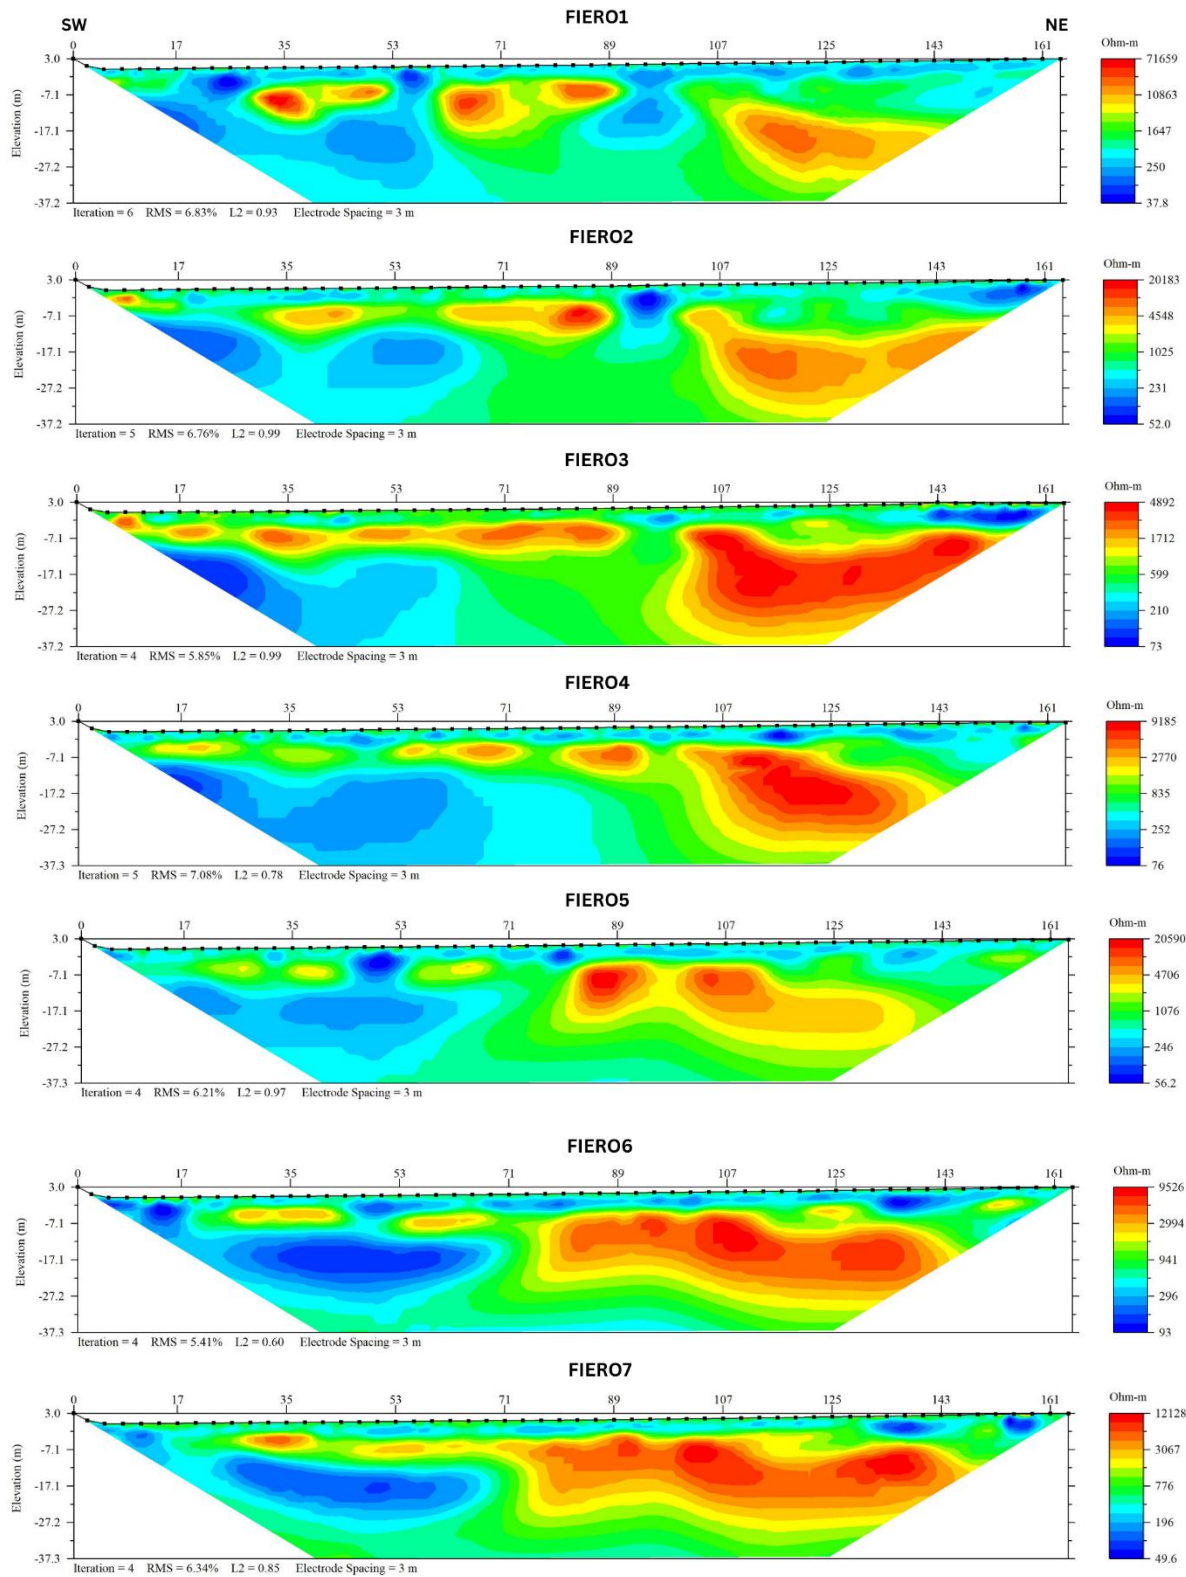 FIERO1
SW NE
0 17 35 53 71 89 107 125 143 161
Ohm-m
Elevation (m)
3.0
-7.1
-17.1
-27.2
-37.2
71659
10863
1647
250
37.8
Iteration = 6 RMS = 6.83% L2 = 0.93 Electrode Spacing = 3 m
FIERO2
0 17 35 53 71 89 107 125 143 161
Ohm-m
Elevation (m)
3.0
-7.1
-17.1
-27.2
-37.2
20183
4548
1025
231
52.0
Iteration = 5 RMS = 6.76% L2 = 0.99 Electrode Spacing = 3 m
FIERO3
0 17 35 53 71 89 107 125 143 161
Ohm-m
Elevation (m)
3.0
-7.1
-17.1
-27.2
-37.2
4892
1712
599
210
73
Iteration = 4 RMS = 5.85% L2 = 0.99 Electrode Spacing = 3 m
FIERO4
0 17 35 53 71 89 107 125 143 161
Ohm-m
Elevation (m)
3.0
-7.1
-17.2
-27.2
-37.3
9185
2770
835
252
76
Iteration = 5 RMS = 7.08% L2 = 0.78 Electrode Spacing = 3 m
FIERO5
0 17 35 53 71 89 107 125 143 161
Ohm-m
Elevation (m)
3.0
-7.1
-17.1
-27.2
-37.3
20590
4706
1076
246
56.2
Iteration = 4 RMS = 6.21% L2 = 0.97 Electrode Spacing = 3 m
FIERO6
0 17 35 53 71 89 107 125 143 161
Ohm-m
Elevation (m)
3.0
-7.1
-17.1
-27.2
-37.3
9526
2994
941
296
93
Iteration = 4 RMS = 5.41% L2 = 0.60 Electrode Spacing = 3 m
FIERO7
0 17 35 53 71 89 107 125 143 161
Ohm-m
Elevation (m)
3.0
-7.1
-17.1
-27.2
-37.3
12128
3067
776
196
49.6
Iteration = 4 RMS = 6.34% L2 = 0.85 Electrode Spacing = 3 m